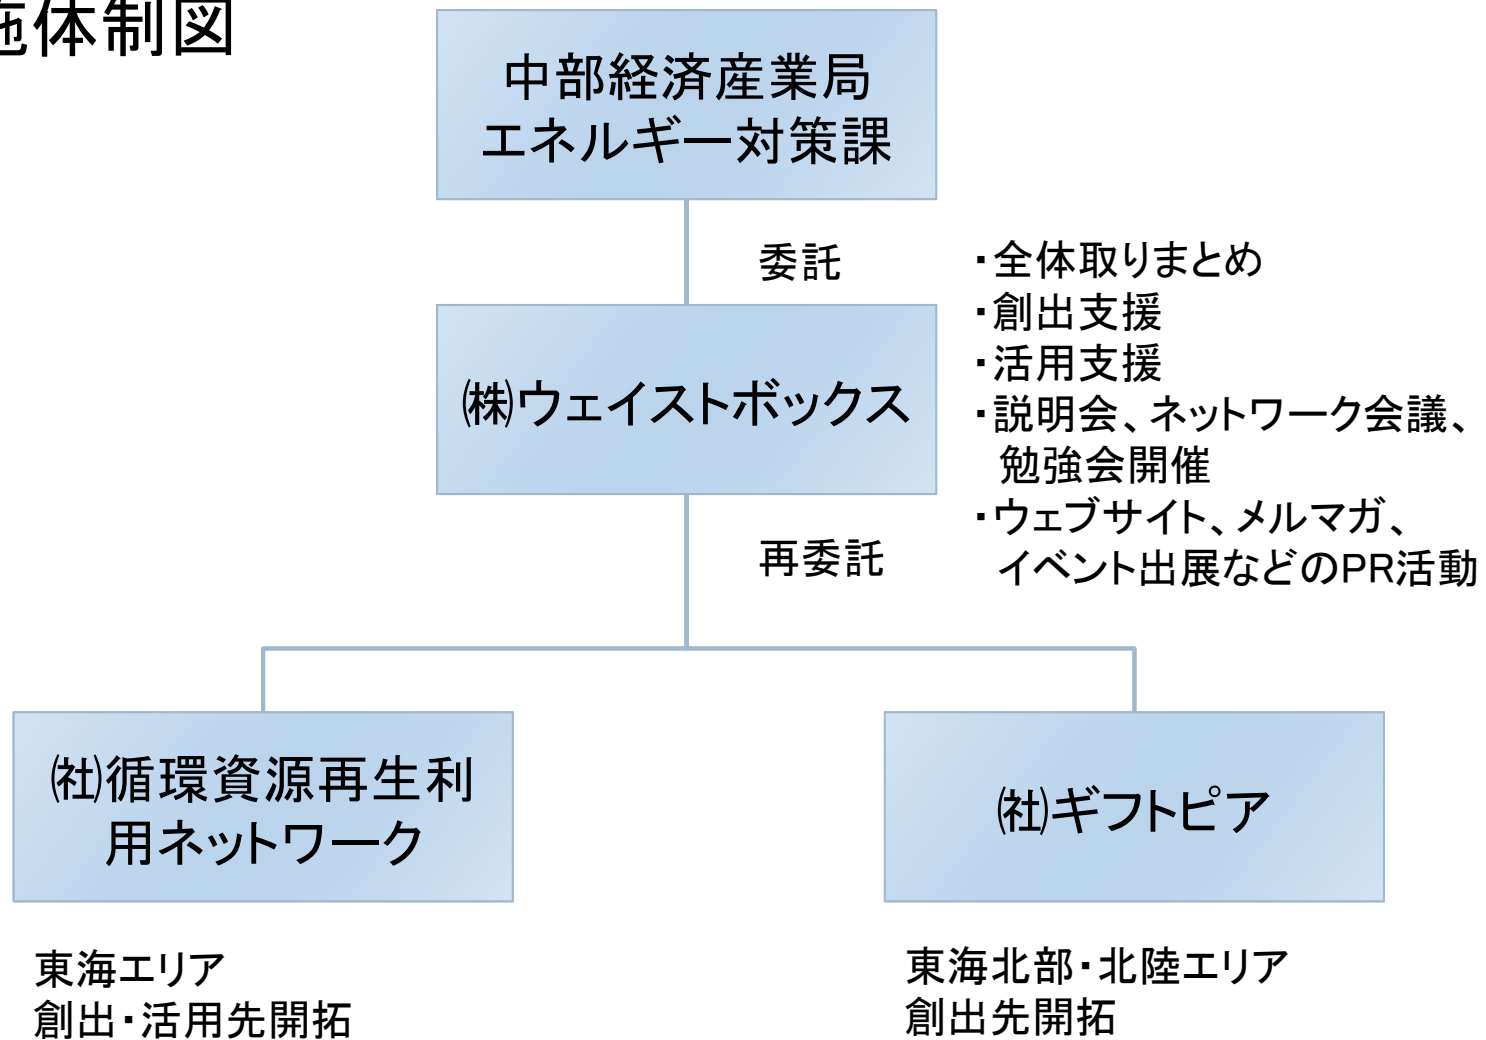 施体制図
中部経済産業局
エネルギー対策課
委託
・全体取りまとめ
・創出支援
・活用支援
・説明会、ネットワーク会議、
勉強会開催
・ウェブサイト、メルマガ、
イベント出展などのPR活動
㈱ウェイストボックス
再委託
㈳循環資源再生利
用ネットワーク
東海エリア
創出・活用先開拓
㈳ギフトピア
東海北部・北陸エリア
創出先開拓